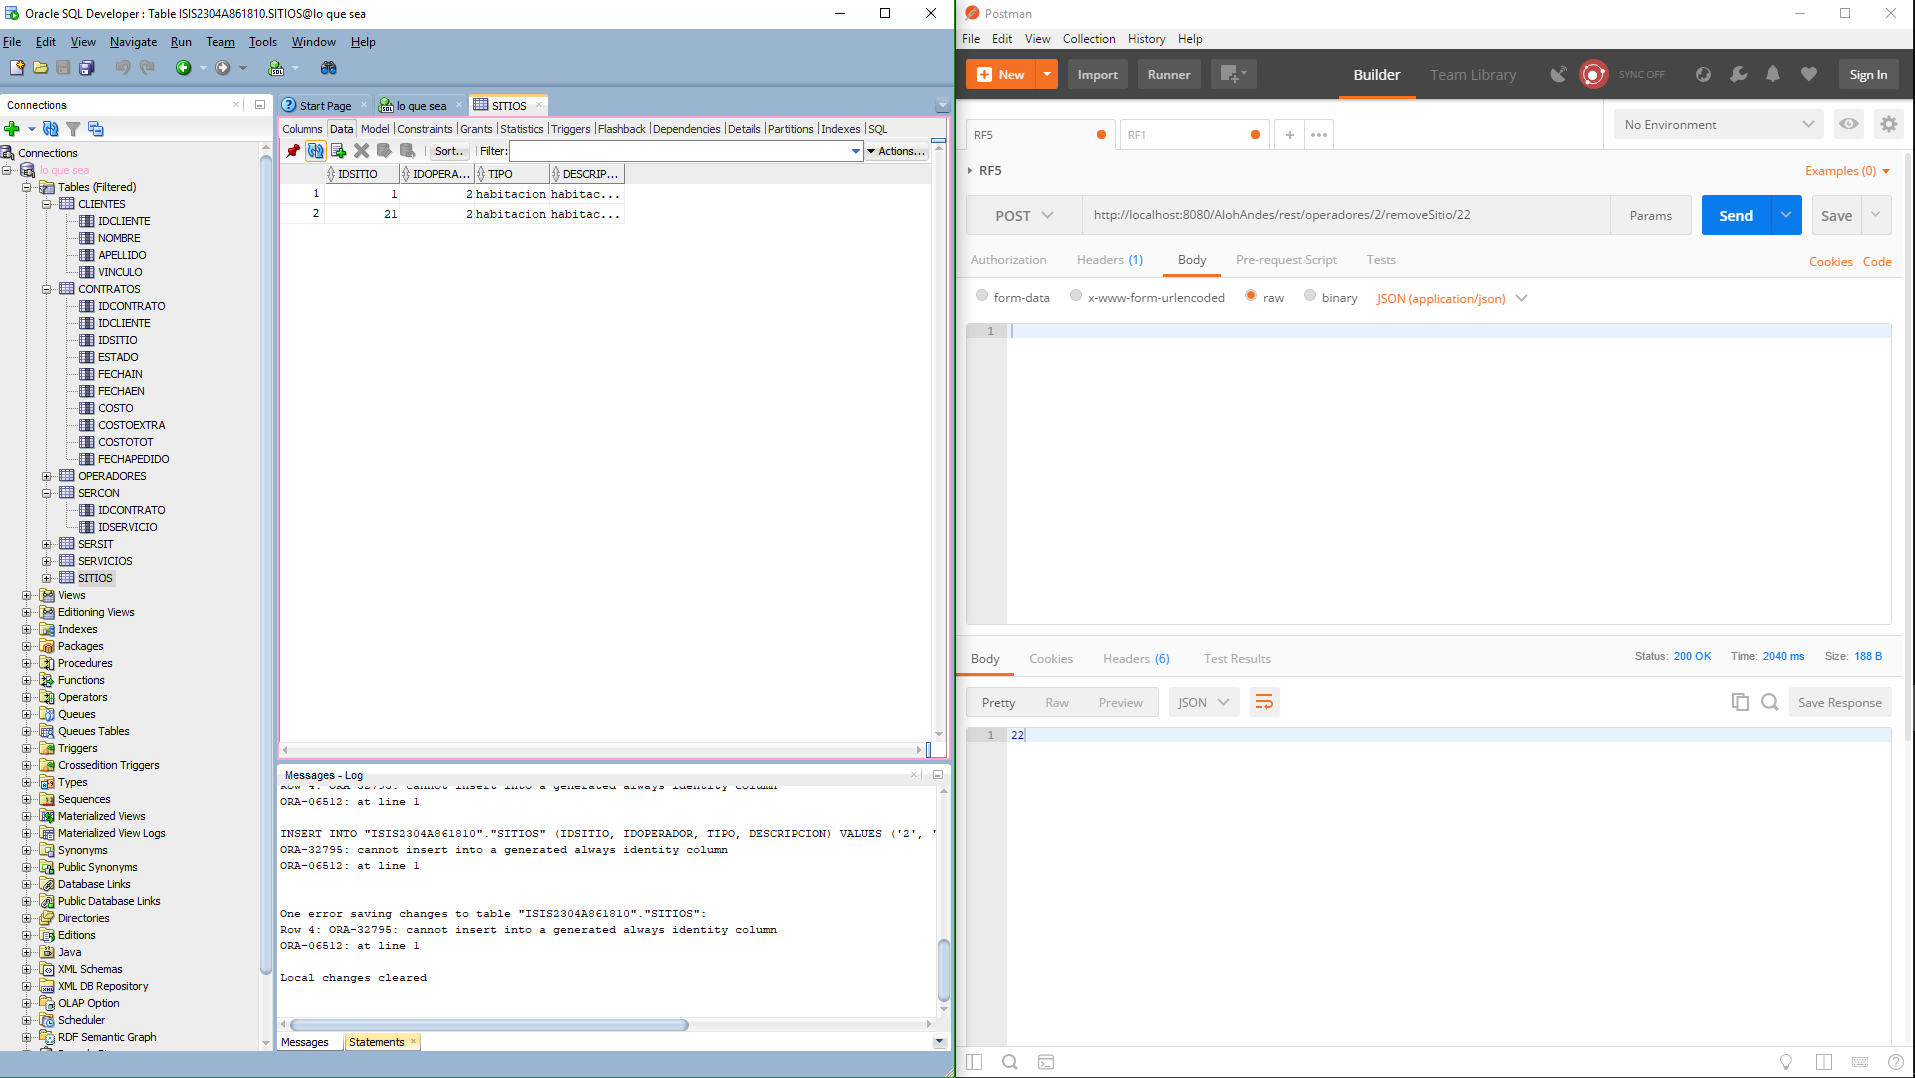 Oracle SQL Developer : Table ISIS2304A861810.SITIOS@lo que sea
File Edit View Navigate Run Team Tools Window Help
Connections
Connections
lo que sea
Tables (Filtered)
CLIENTES
IDCLIENTE
NOMBRE
APELLIDO
VINCULO
CONTRATOS
IDCONTRATO
IDCLIENTE
IDSITIO
ESTADO
FECHAIN
FECHAEN
COSTO
COSTOEXTRA
COSTOTOT
FECHAPEDIDO
OPERADORES
SERCON
IDCONTRATO
IDSERVICIO
SERSIT
SERVICIOS
SITIOS
Views
Editioning Views
Indexes
Packages
Procedures
Functions
Operators
Queues
Queues Tables
Triggers
Crossedition Triggers
Types
Sequences
Materialized Views
Materialized View Logs
Synonyms
Public Synonyms
Database Links
Public Database Links
Directories
Editions
Java
XML Schemas
XML DB Repository
OLAP Option
Scheduler
RDF Semantic Graph
Start Page lo que sea SITIOS
Columns Data Model Constraints Grants Statistics Triggers Flashback Dependencies Details Partitions Indexes SQL
Sort.. Filter: Actions...
IDSITIO IDOPERA... TIPO DESCRIP...
1 1 2 habitacion habitac...
2 21 2 habitacion habitac...
Messages - Log
Row 4: ORA-32795: cannot insert into a generated always identity column
ORA-06512: at line 1
INSERT INTO "ISIS2304A861810"."SITIOS" (IDSITIO, IDOPERADOR, TIPO, DESCRIPCION) VALUES ('2', '
ORA-32795: cannot insert into a generated always identity column
ORA-06512: at line 1
One error saving changes to table "ISIS2304A861810"."SITIOS":
Row 4: ORA-32795: cannot insert into a generated always identity column
ORA-06512: at line 1
Local changes cleared
Messages Statements
Postman
File Edit View Collection History Help
New Import Runner Builder Team Library SYNC OFF Sign In
RF5 RF1 No Environment
RF5 Examples (0)
POST http://localhost:8080/AlohAndes/rest/operadores/2/removeSitio/22 Params Send Save
Authorization Headers (1) Body Pre-request Script Tests Cookies Code
form-data x-www-form-urlencoded raw binary JSON (application/json)
1
Body Cookies Headers (6) Test Results Status: 200 OK Time: 2040 ms Size: 188 B
Pretty Raw Preview JSON Save Response
1 22